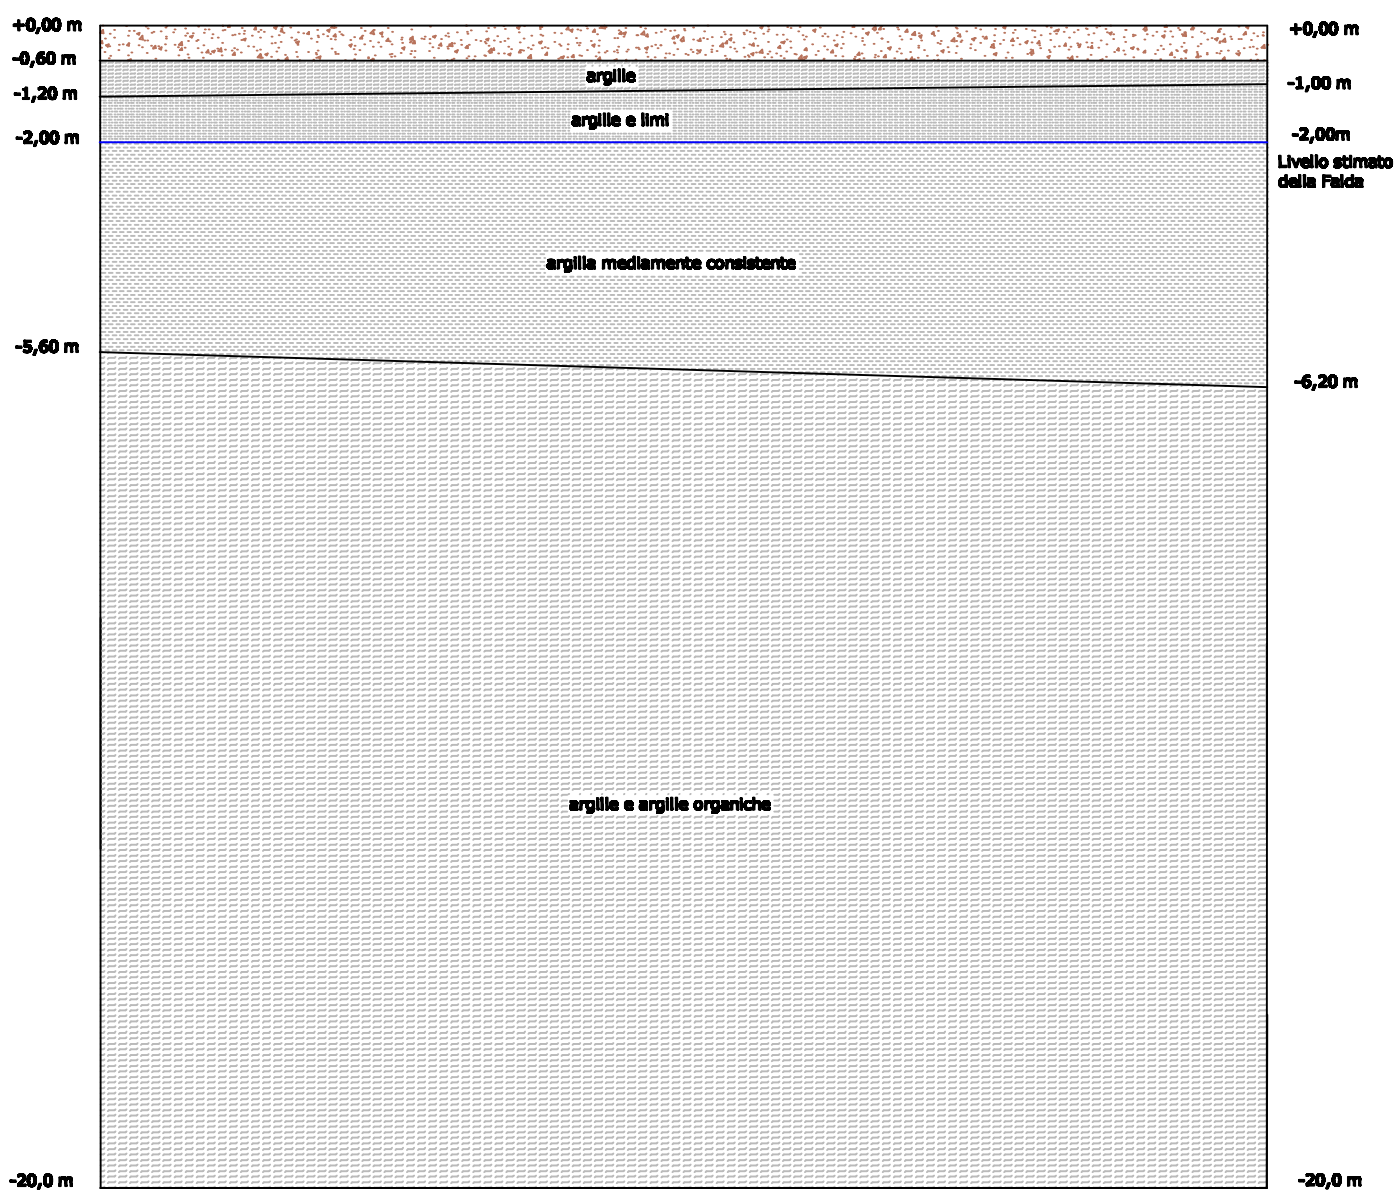 +0,00 m
+0,00 m
-0,60 m
argille
-1,00 m
-1,20 m
argille e limi
-2,00 m
-2,00m
Livello stimato
della Falda
argilla mediamente consistente
-5,60 m
-6,20 m
argille e argille organiche
-20,0 m
-20,0 m